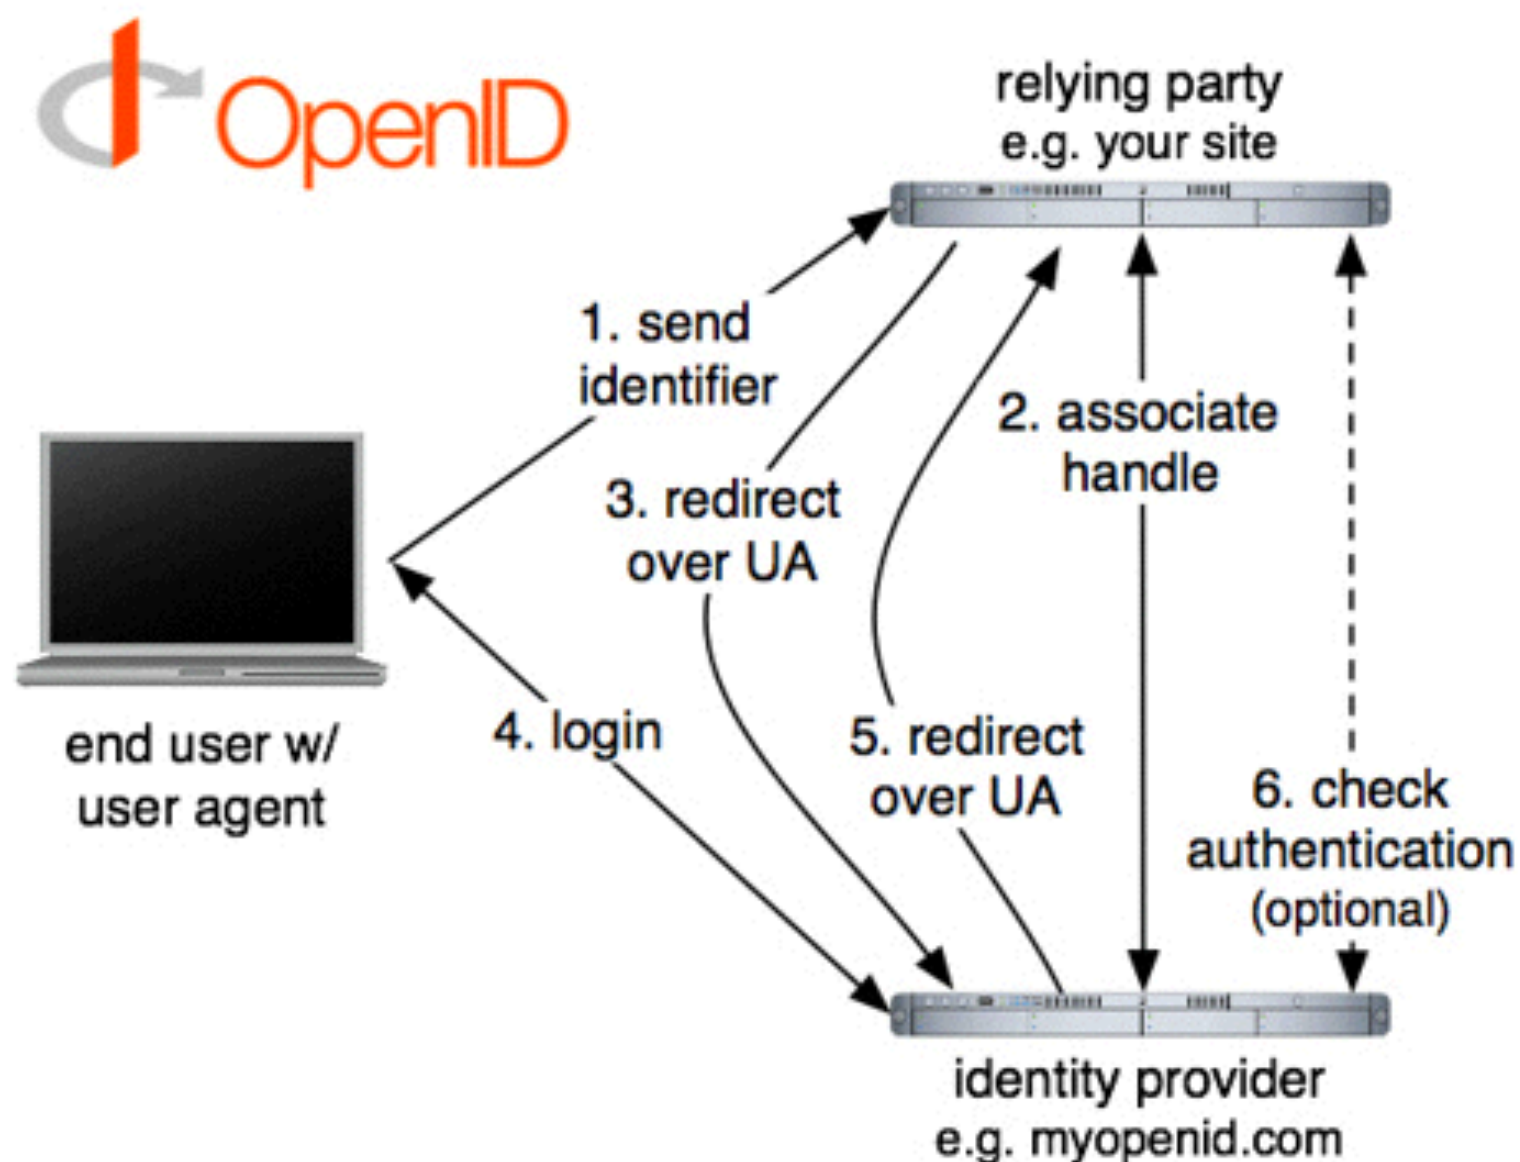 OpenID
relying party
e.g. your site
1. send
identifier
2. associate
handle
3. redirect
over UA
4. login
5. redirect
over UA
6. check
authentication
(optional)
end user w/
user agent
identity provider
e.g. myopenid.com